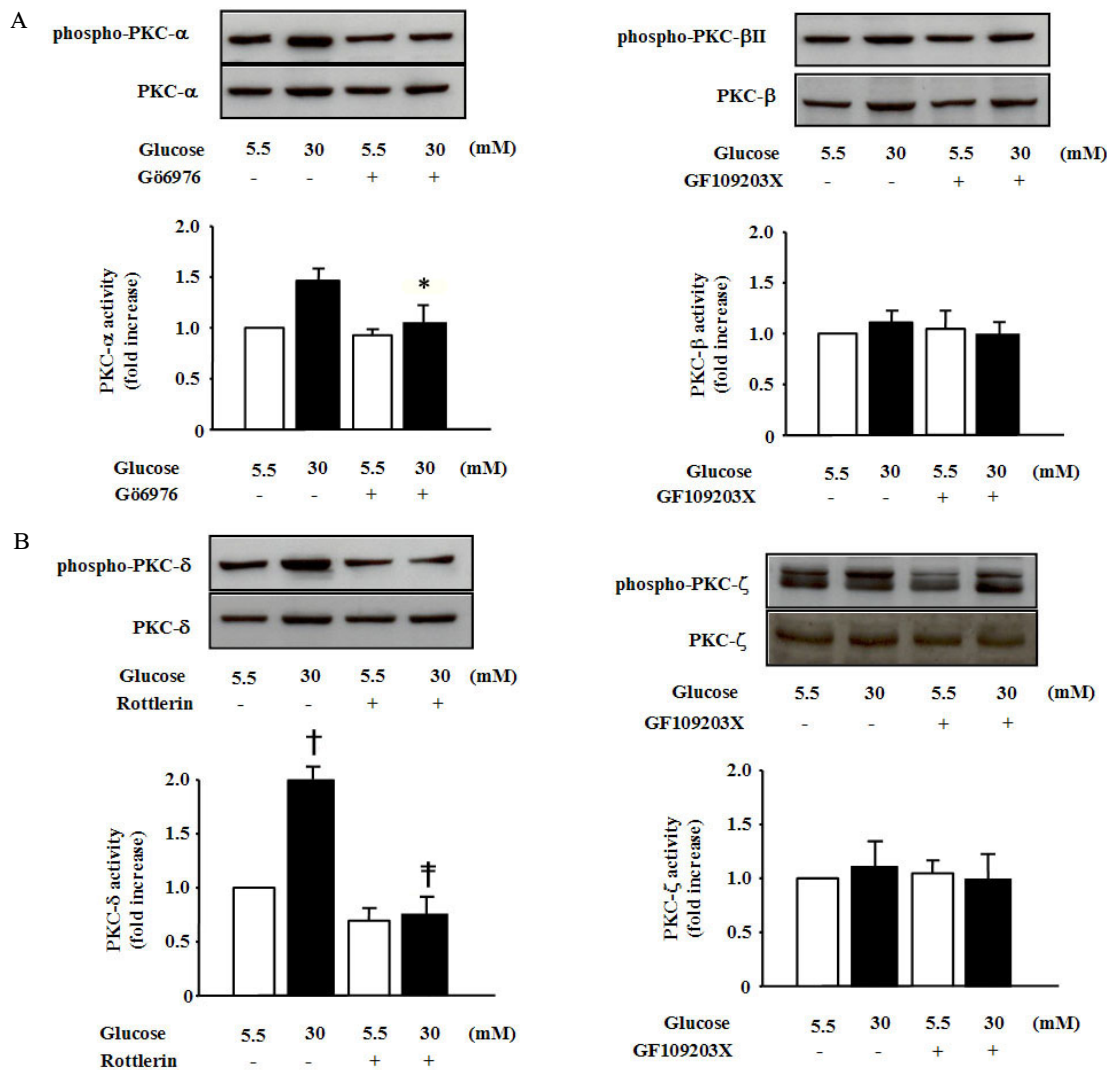 A
phospho-PKC-α
PKC-α
Glucose 5.5 30 5.5 30 (mM)
Gö6976 - - + +
2.0
1.5
1.0
0.5
0
PKC-α activity
(fold increase)
*
Glucose 5.5 30 5.5 30 (mM)
Gö6976 - - + +
phospho-PKC-βII
PKC-β
Glucose 5.5 30 5.5 30 (mM)
GF109203X - - + +
2.0
1.5
1.0
0.5
0
PKC-β activity
(fold increase)
Glucose 5.5 30 5.5 30 (mM)
GF109203X - - + +
B
phospho-PKC-δ
PKC-δ
Glucose 5.5 30 5.5 30 (mM)
Rottlerin - - + +
2.0
1.5
1.0
0.5
0
PKC-δ activity
(fold increase)
†
‡
Glucose 5.5 30 5.5 30 (mM)
Rottlerin - - + +
phospho-PKC-ζ
PKC-ζ
Glucose 5.5 30 5.5 30 (mM)
GF109203X - - + +
2.0
1.5
1.0
0.5
0
PKC-ζ activity
(fold increase)
Glucose 5.5 30 5.5 30 (mM)
GF109203X - - + +